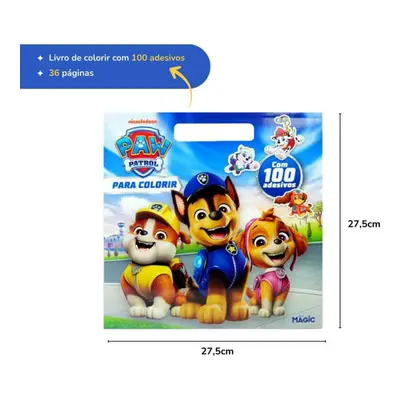 Livro de colorir com 100 adesivos
36 páginas
nickelodeon
PAW
PATROL
PARA COLORIR
Com
100
adesivos
MAGIC
27,5cm
27,5cm